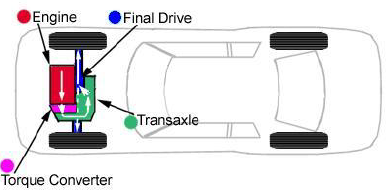 Engine
Final Drive
Transaxle
Torque Converter